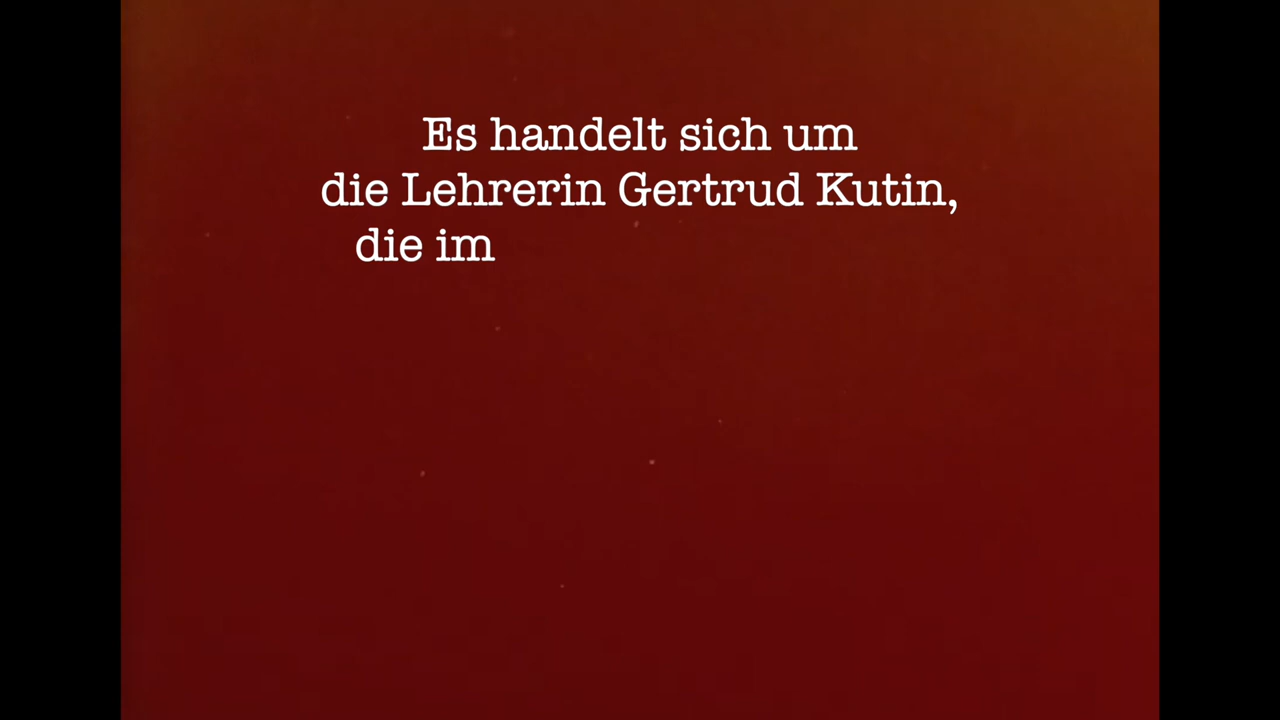 Es handelt sich um
die Lehrerin Gertrud Kutin,
die im